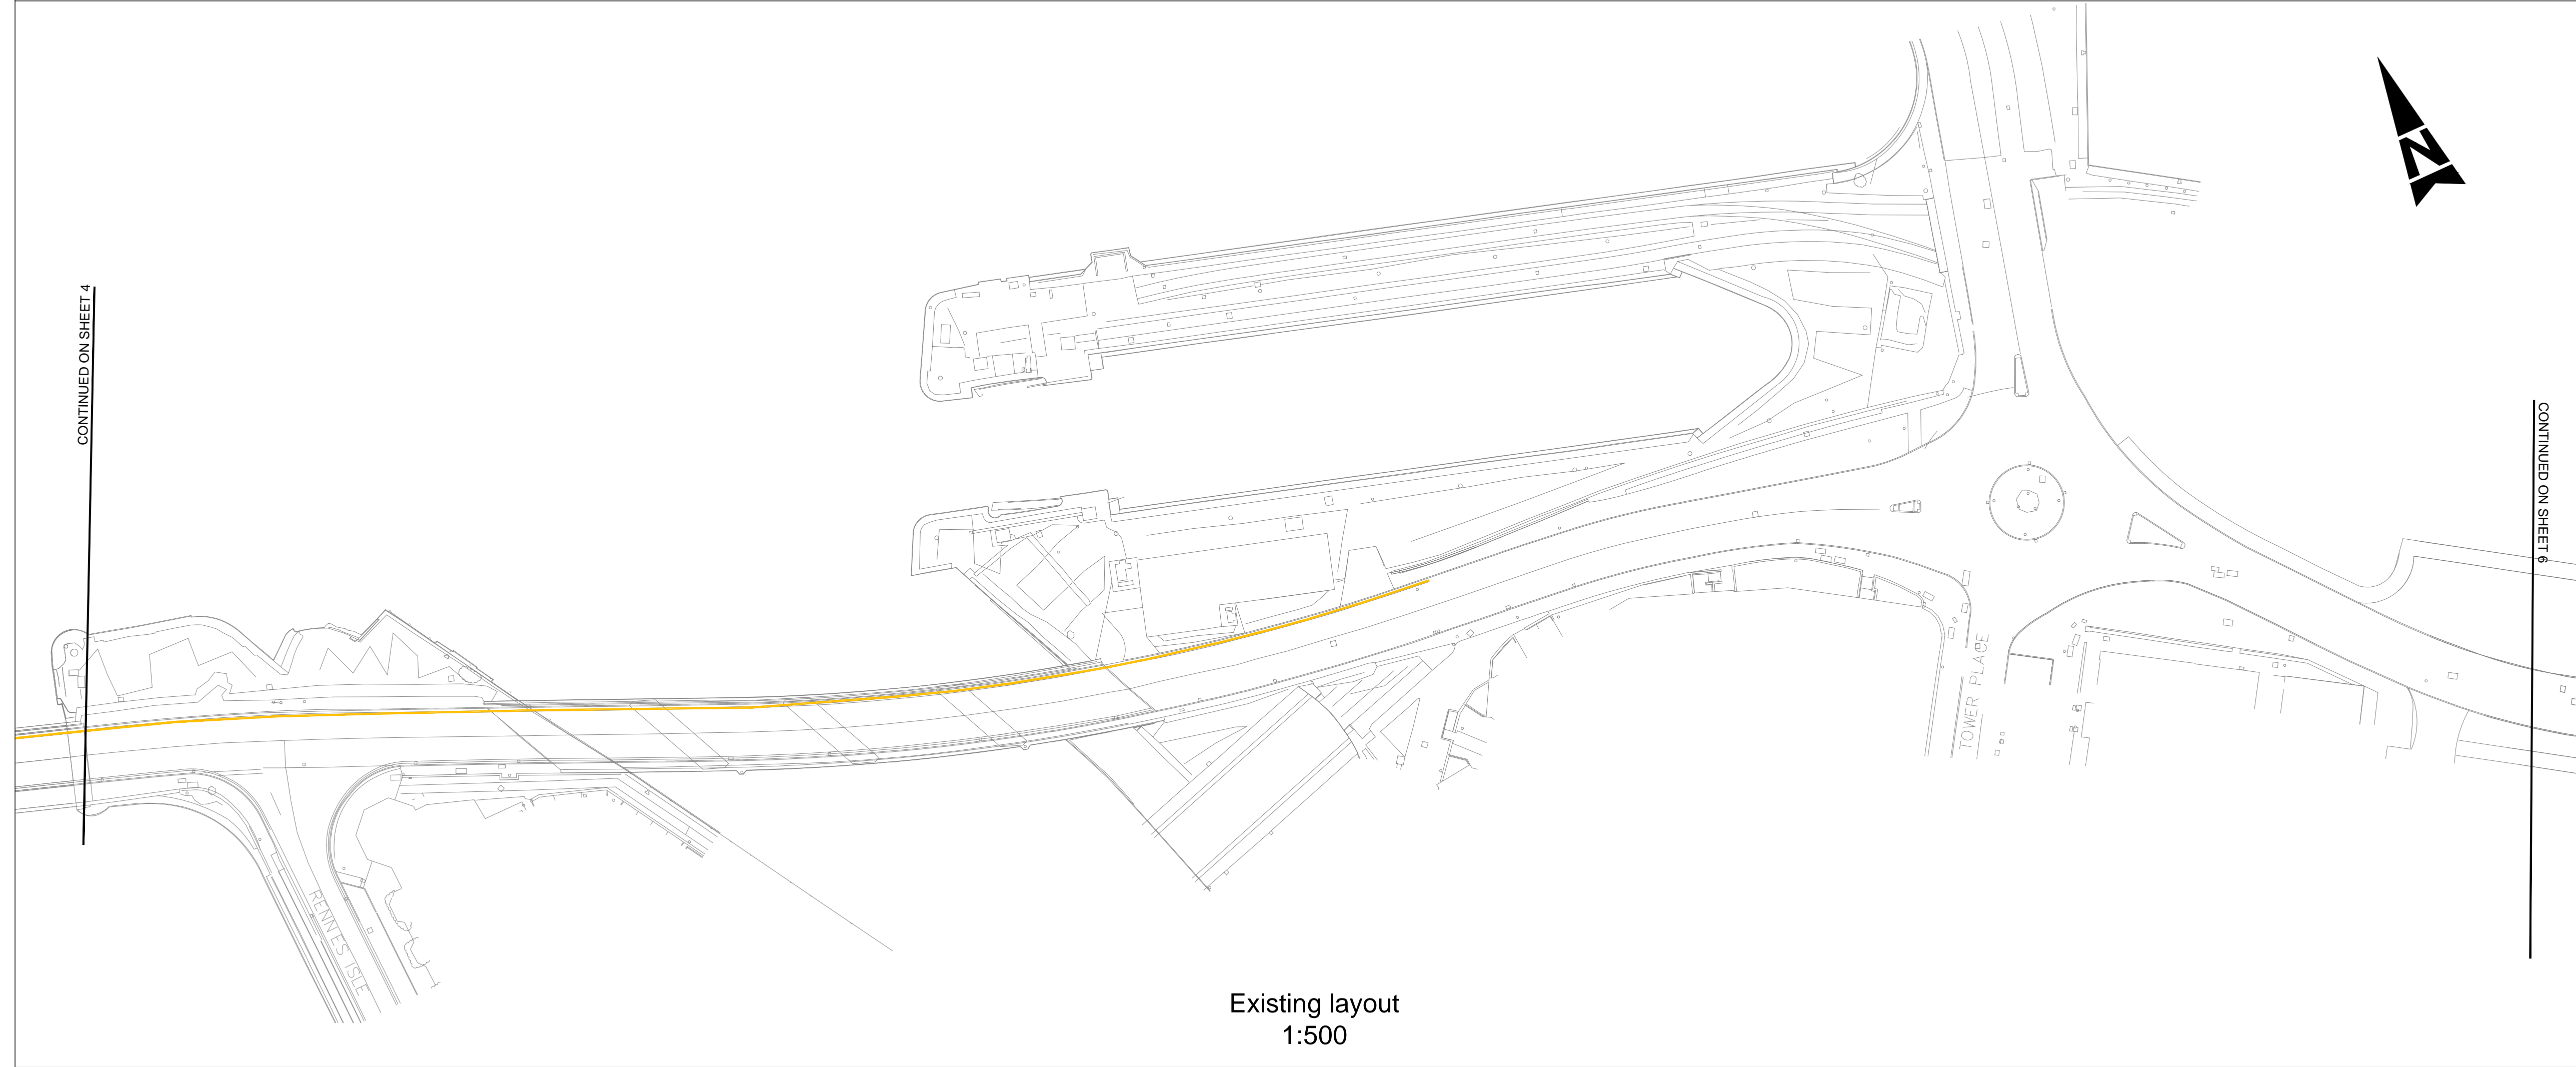 CONTINUED ON SHEET 4
N
CONTINUED ON SHEET 6
TOWER PLACE
RENNES ISLE
Existing layout
1:500